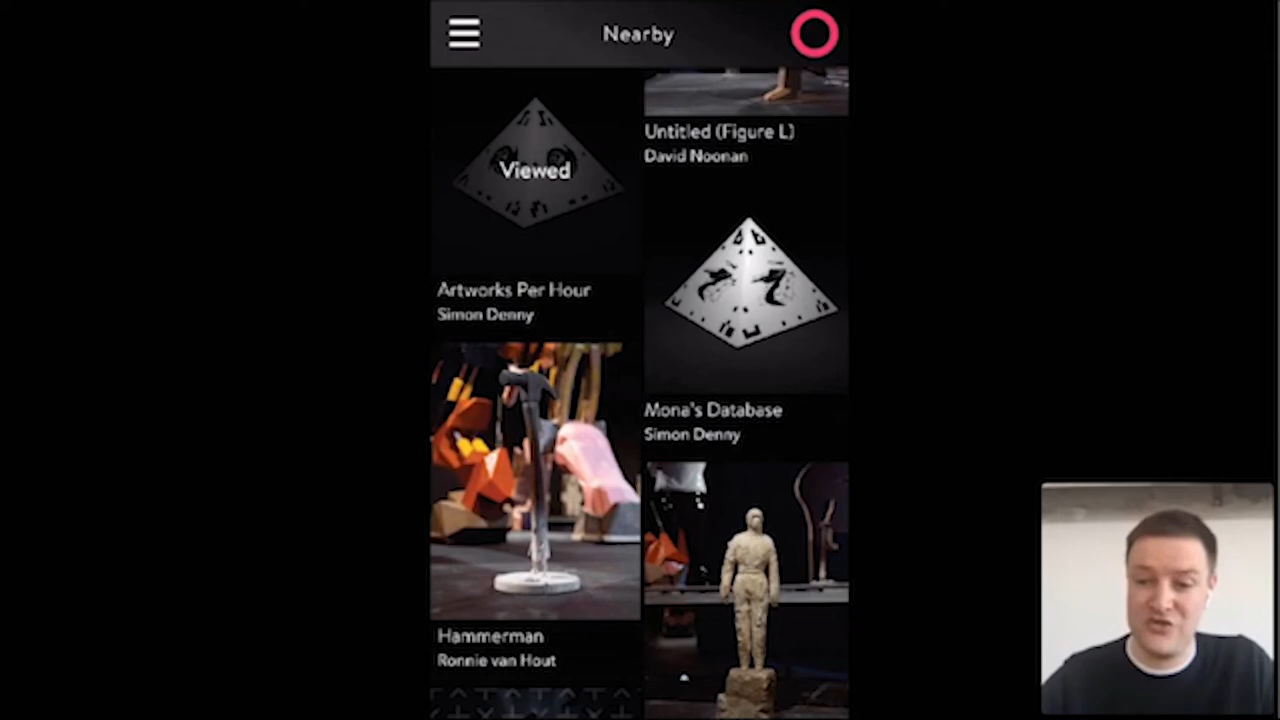 Nearby
Viewed
Artworks Per Hour
Simon Denny
Hammerman
Ronnie van Hout
Untitled (Figure L)
David Noonan
Mona's Database
Simon Denny